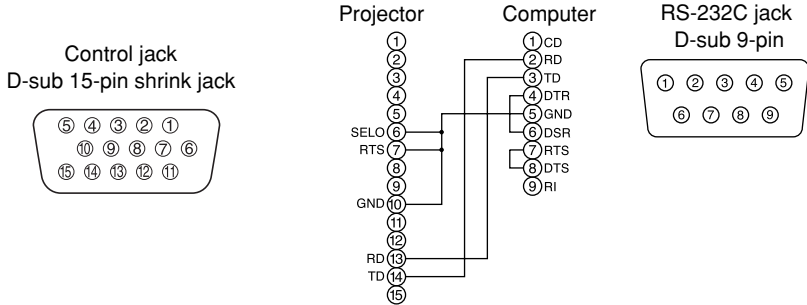 Control jack
D-sub 15-pin shrink jack
⑤ ④ ③ ② ①
⑩ ⑨ ⑧ ⑦ ⑥
⑮ ⑭ ⑬ ⑫ ⑪
Projector
①
②
③
④
⑤
SELO ⑥
RTS ⑦
⑧
⑨
GND ⑩
⑪
⑫
RD ⑬
TD ⑭
⑮
Computer
① CD
② RD
③ TD
④ DTR
⑤ GND
⑥ DSR
⑦ RTS
⑧ DTS
⑨ RI
RS-232C jack
D-sub 9-pin
① ② ③ ④ ⑤
⑥ ⑦ ⑧ ⑨